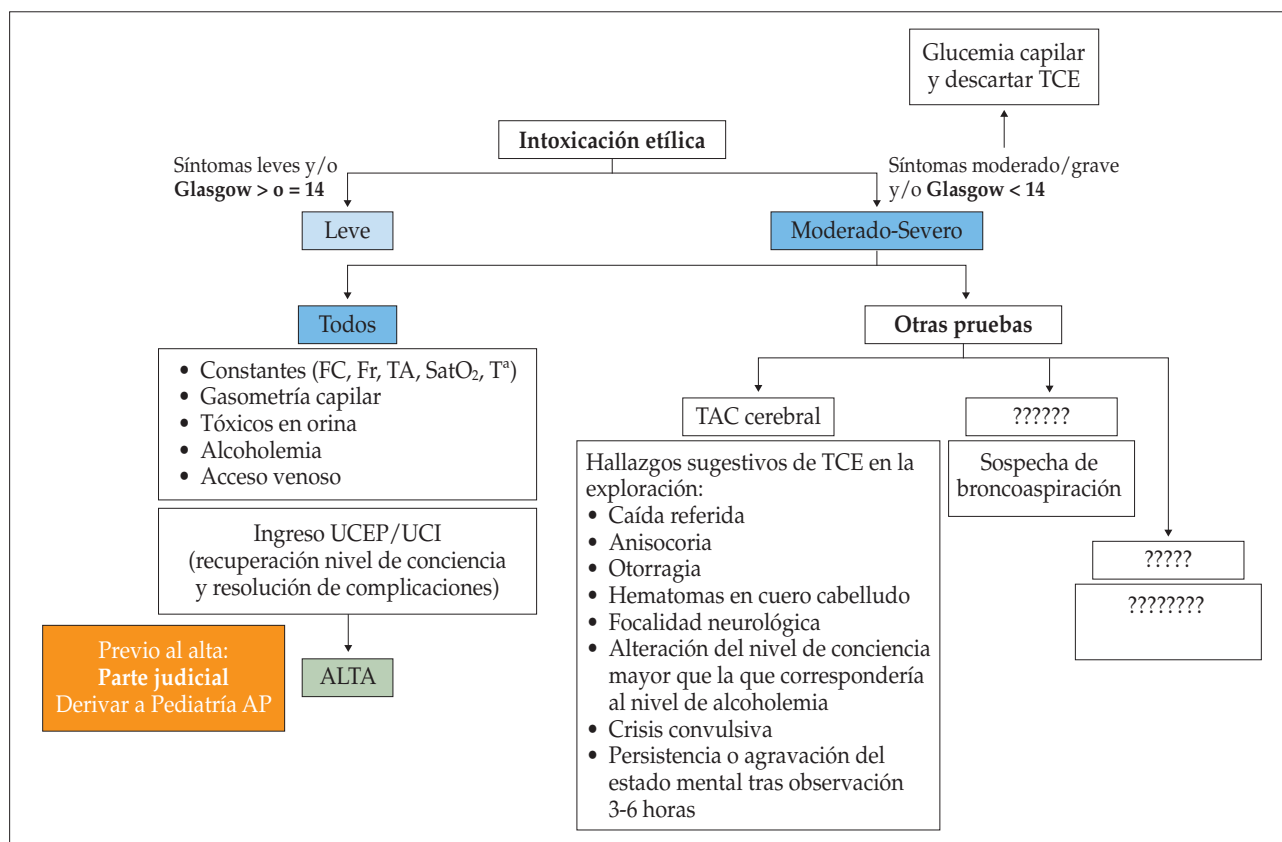 Glucemia capilar
y descartar TCE
Intoxicación etílica
Síntomas leves y/o
Glasgow > o = 14
Síntomas moderado/grave
y/o Glasgow < 14
Leve
Moderado-Severo
Todos
Otras pruebas
• Constantes (FC, Fr, TA, SatO₂, Tª)
• Gasometría capilar
• Tóxicos en orina
• Alcoholemia
• Acceso venoso
Ingreso UCEP/UCI
(recuperación nivel de conciencia
y resolución de complicaciones)
Previo al alta:
Parte judicial
Derivar a Pediatría AP
ALTA
TAC cerebral
Hallazgos sugestivos de TCE en la
exploración:
• Caída referida
• Anisocoria
• Otorragia
• Hematomas en cuero cabelludo
• Focalidad neurológica
• Alteración del nivel de conciencia
mayor que la que correspondería
al nivel de alcoholemia
• Crisis convulsiva
• Persistencia o agravación del
estado mental tras observación
3-6 horas
??????
Sospecha de
broncoaspiración
?????
????????